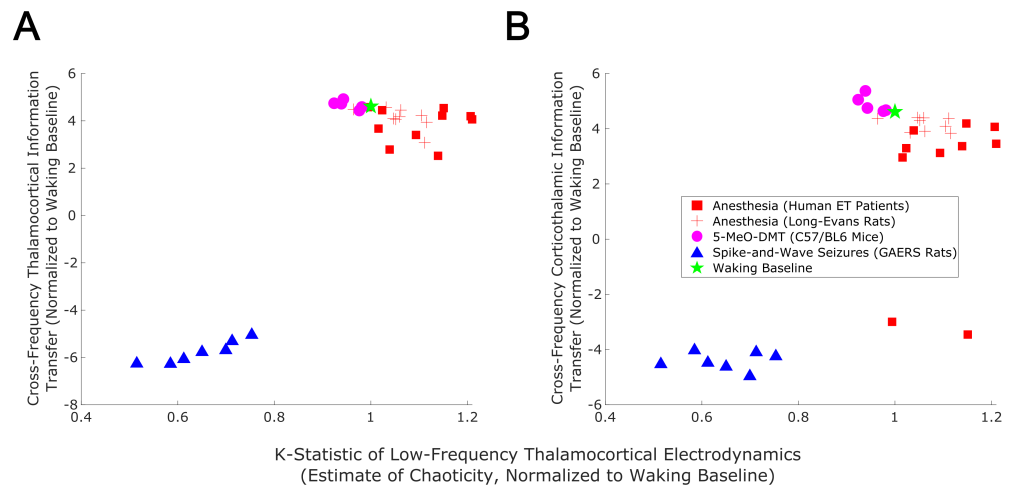 A
B
Cross-Frequency Thalamocortical Information
Transfer (Normalized to Waking Baseline)
6
4
2
0
-2
-4
-6
-8
0.4
0.6
0.8
1
1.2
Cross-Frequency Corticothalamic Information
Transfer (Normalized to Waking Baseline)
6
4
2
0
-2
-4
-6
0.4
0.6
0.8
1
1.2
Anesthesia (Human ET Patients)
Anesthesia (Long-Evans Rats)
5-MeO-DMT (C57/BL6 Mice)
Spike-and-Wave Seizures (GAERS Rats)
Waking Baseline
K-Statistic of Low-Frequency Thalamocortical Electrodynamics
(Estimate of Chaoticity, Normalized to Waking Baseline)